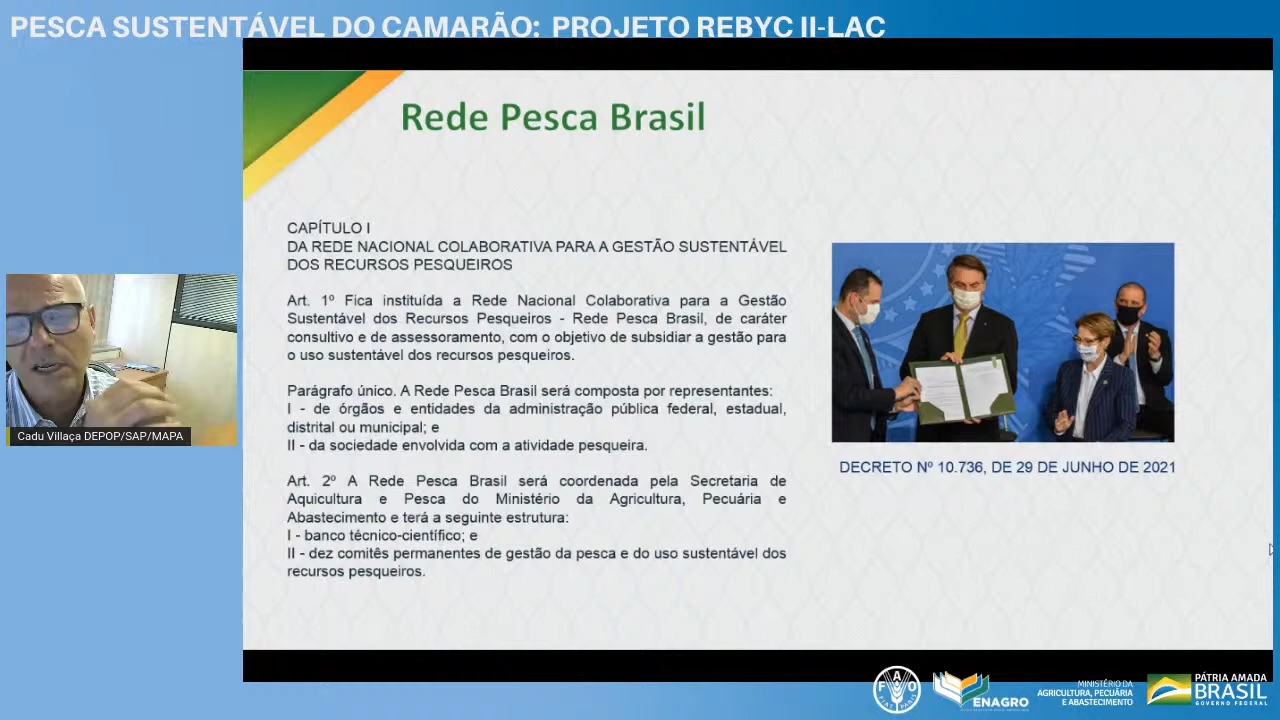 PESCA SUSTENTÁVEL DO CAMARÃO: PROJETO REBYC II-LAC
Rede Pesca Brasil
CAPÍTULO I
DA REDE NACIONAL COLABORATIVA PARA A GESTÃO SUSTENTÁVEL
DOS RECURSOS PESQUEIROS
Art. 1º Fica instituída a Rede Nacional Colaborativa para a Gestão
Sustentável dos Recursos Pesqueiros - Rede Pesca Brasil, de caráter
consultivo e de assessoramento, com o objetivo de subsidiar a gestão para
o uso sustentável dos recursos pesqueiros.
Parágrafo único. A Rede Pesca Brasil será composta por representantes:
I - de órgãos e entidades da administração pública federal, estadual,
distrital ou municipal; e
II - da sociedade envolvida com a atividade pesqueira.
Art. 2º A Rede Pesca Brasil será coordenada pela Secretaria de
Aquicultura e Pesca do Ministério da Agricultura, Pecuária e
Abastecimento e terá a seguinte estrutura:
I - banco técnico-científico; e
II - dez comitês permanentes de gestão da pesca e do uso sustentável dos
recursos pesqueiros.
DECRETO Nº 10.736, DE 29 DE JUNHO DE 2021
Cadu Villaça DEPOP/SAP/MAPA
FAO
FIAT PANIS
ENAGRO
MINISTÉRIO DA
AGRICULTURA, PECUÁRIA
E ABASTECIMENTO
PÁTRIA AMADA
BRASIL
GOVERNO FEDERAL